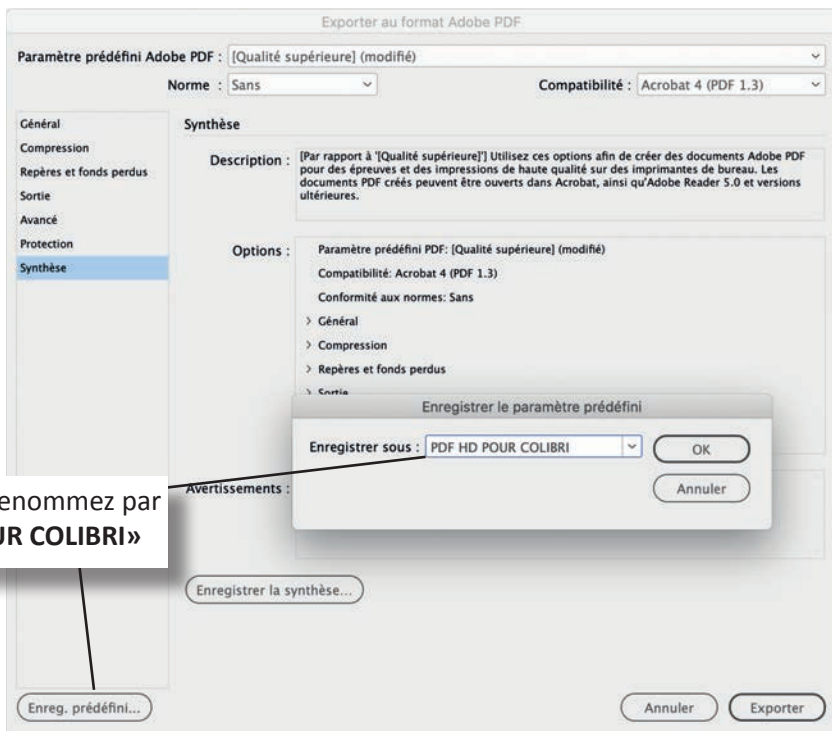 Exporter au format Adobe PDF
Paramètre prédéfini Adobe PDF : [Qualité supérieure] (modifié)
Norme : Sans
Compatibilité : Acrobat 4 (PDF 1.3)
Général
Compression
Repères et fonds perdus
Sortie
Avancé
Protection
Synthèse
Synthèse
Description : [Par rapport à '[Qualité supérieure]'] Utilisez ces options afin de créer des documents Adobe PDF
pour des épreuves et des impressions de haute qualité sur des imprimantes de bureau. Les
documents PDF créés peuvent être ouverts dans Acrobat, ainsi qu'Adobe Reader 5.0 et versions
ultérieures.
Options : Paramètre prédéfini PDF: [Qualité supérieure] (modifié)
Compatibilité: Acrobat 4 (PDF 1.3)
Conformité aux normes: Sans
> Général
> Compression
> Repères et fonds perdus
> Sortie
Enregistrer le paramètre prédéfini
Enregistrer sous : PDF HD POUR COLIBRI
OK
Annuler
enommez par
UR COLIBRI»
Avertissements :
Enregistrer la synthèse...
Enreg. prédéfini...
Annuler
Exporter